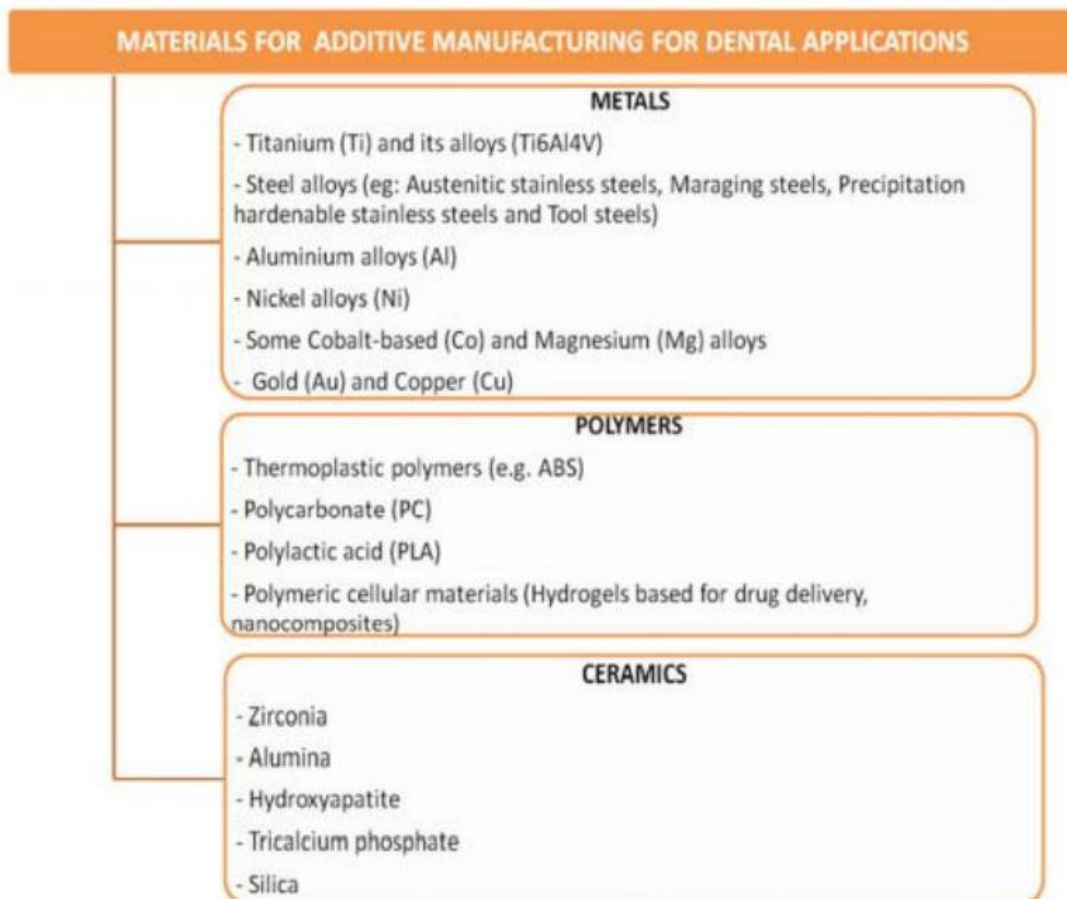 MATERIALS FOR ADDITIVE MANUFACTURING FOR DENTAL APPLICATIONS
METALS
- Titanium (Ti) and its alloys (Ti6Al4V)
- Steel alloys (eg: Austenitic stainless steels, Maraging steels, Precipitation
hardenable stainless steels and Tool steels)
- Aluminium alloys (Al)
- Nickel alloys (Ni)
- Some Cobalt-based (Co) and Magnesium (Mg) alloys
- Gold (Au) and Copper (Cu)
POLYMERS
- Thermoplastic polymers (e.g. ABS)
- Polycarbonate (PC)
- Polylactic acid (PLA)
- Polymeric cellular materials (Hydrogels based for drug delivery,
nanocomposites)
CERAMICS
- Zirconia
- Alumina
- Hydroxyapatite
- Tricalcium phosphate
- Silica